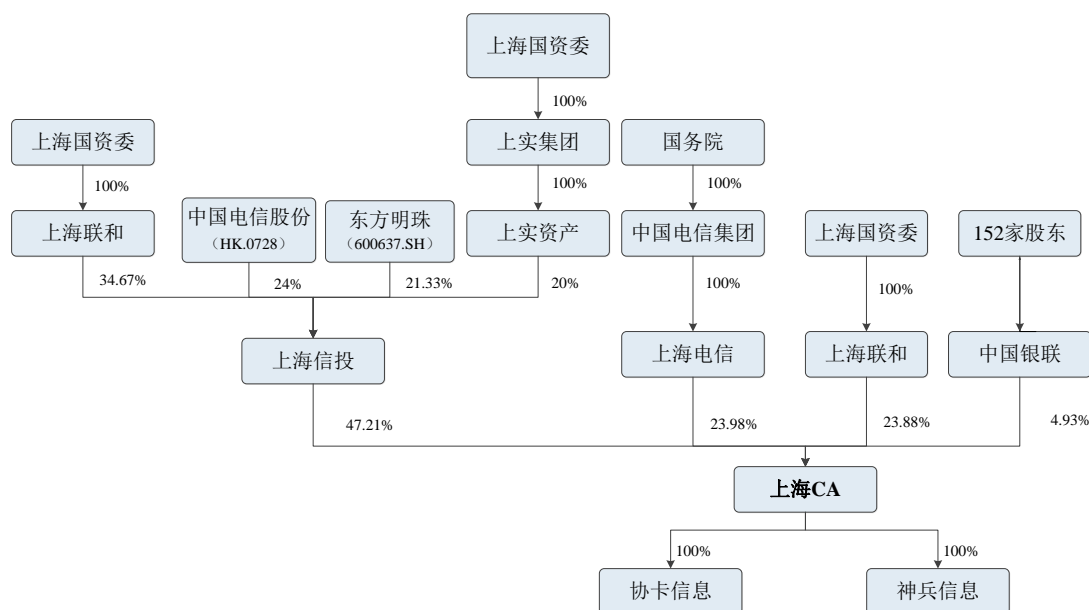 上海国资委
100%
上海国资委
上实集团
国务院
100%
100%
100%
上海联和
中国电信股份
（HK.0728）
东方明珠
（600637.SH）
上实资产
中国电信集团
上海国资委
152家股东
34.67%
24%
21.33%
20%
100%
100%
上海信投
上海电信
上海联和
中国银联
47.21%
23.98%
23.88%
4.93%
上海CA
100%
100%
协卡信息
神兵信息